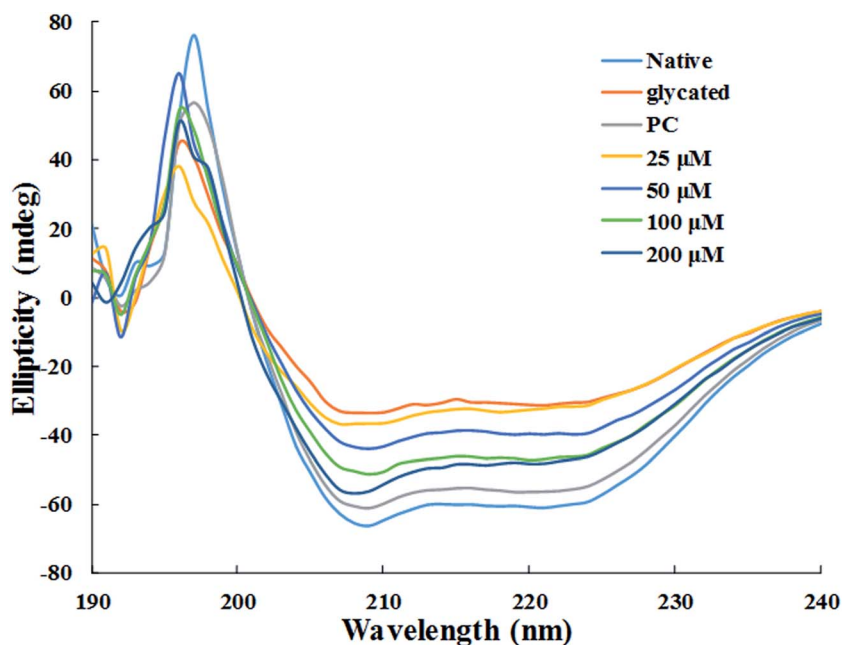 80
60
40
20
0
-20
-40
-60
-80
Ellipticity (mdeg)
Native
glycated
PC
25 µM
50 µM
100 µM
200 µM
190 200 210 220 230 240
Wavelength (nm)